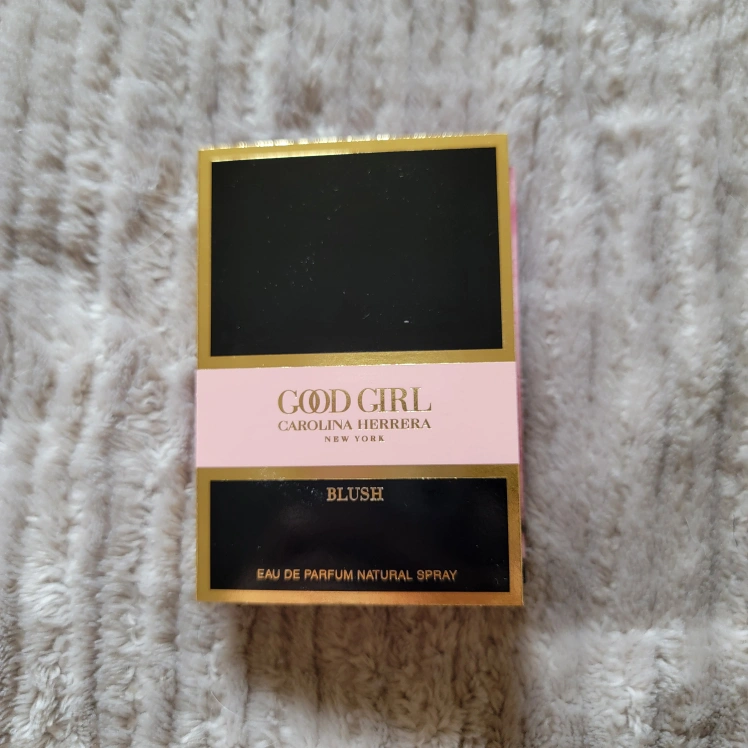 GOOD GIRL
CAROLINA HERRERA
NEW YORK
BLUSH
EAU DE PARFUM NATURAL SPRAY